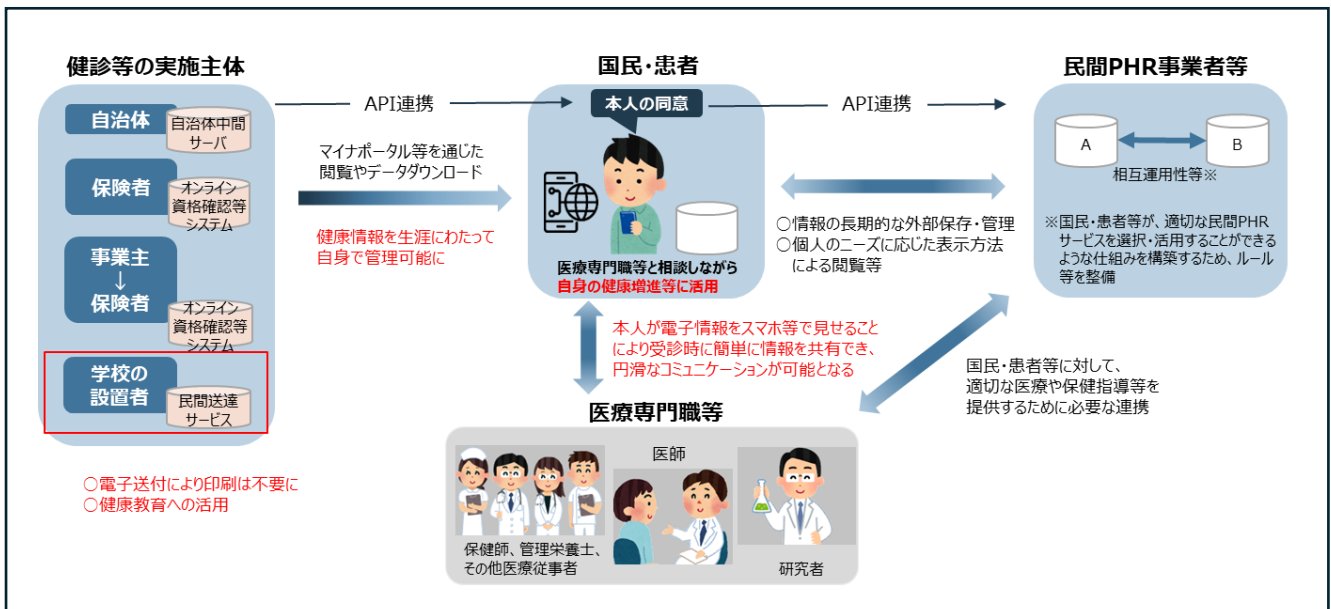 健診等の実施主体
自治体
自治体中間
サーバ
保険者
オンライン
資格確認等
システム
事業主
↓
保険者
オンライン
資格確認等
システム
学校の
設置者
民間送達
サービス
○電子送付により印刷は不要に
○健康教育への活用
API連携
マイナポータル等を通じた
閲覧やデータダウンロード
健康情報を生涯にわたって
自身で管理可能に
国民・患者
本人の同意
医療専門職等と相談しながら
自身の健康増進等に活用
API連携
○情報の長期的な外部保存・管理
○個人のニーズに応じた表示方法
による閲覧等
民間PHR事業者等
A
B
相互運用性等※
※国民・患者等が、適切な民間PHR
サービスを選択・活用することができる
ような仕組みを構築するため、ルール
等を整備
本人が電子情報をスマホ等で見せること
により受診時に簡単に情報を共有でき、
円滑なコミュニケーションが可能となる
国民・患者等に対して、
適切な医療や保健指導等を
提供するために必要な連携
医療専門職等
医師
保健師、管理栄養士、
その他医療従事者
研究者